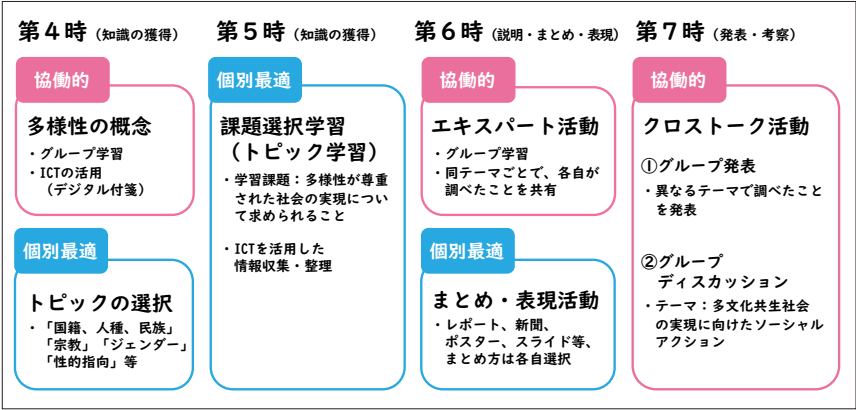 第4時(知識の獲得)
協働的
多様性の概念
・グループ学習
・ICTの活用
(デジタル付箋)
個別最適
トピックの選択
・「国籍、人種、民族」
「宗教」「ジェンダー」
「性的指向」等
第5時(知識の獲得)
個別最適
課題選択学習
(トピック学習)
・学習課題:多様性が尊重
された社会の実現につい
て求められること
・ICTを活用した
情報収集・整理
第6時(説明・まとめ・表現)
協働的
エキスパート活動
・グループ学習
・同テーマごとで、各自が
調べたことを共有
個別最適
まとめ・表現活動
・レポート、新聞、
ポスター、スライド等、
まとめ方は各自選択
第7時(発表・考察)
協働的
クロストーク活動
①グループ発表
・異なるテーマで調べたこと
を発表
②グループ
ディスカッション
・テーマ:多文化共生社会
の実現に向けたソーシャル
アクション